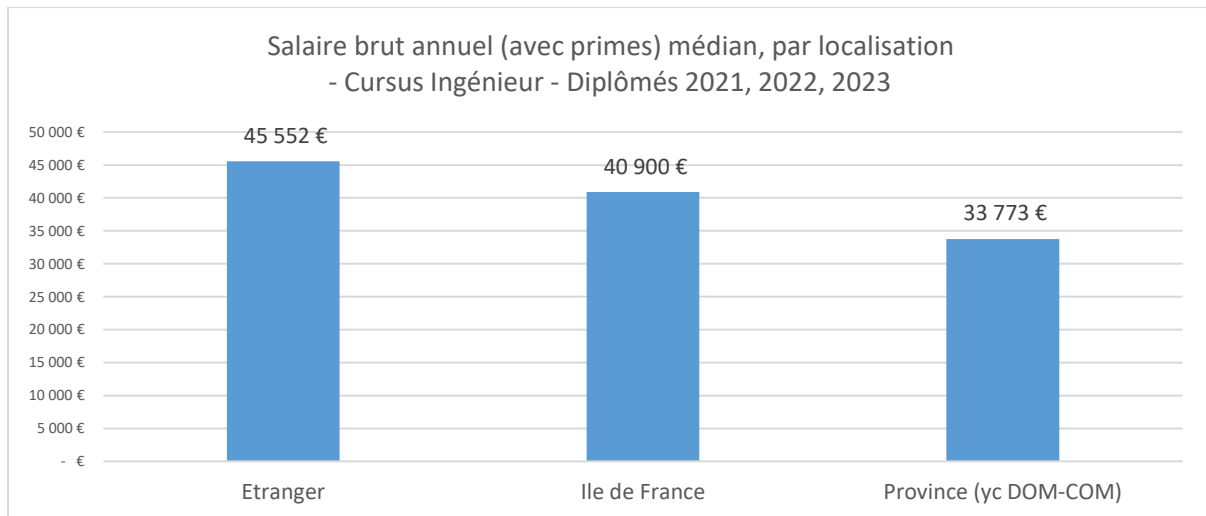 Salaire brut annuel (avec primes) médian, par localisation
- Cursus Ingénieur - Diplômés 2021, 2022, 2023
50 000 €
45 000 €
40 000 €
35 000 €
30 000 €
25 000 €
20 000 €
15 000 €
10 000 €
5 000 €
- €
45 552 €
40 900 €
33 773 €
Etranger
Ile de France
Province (yc DOM-COM)